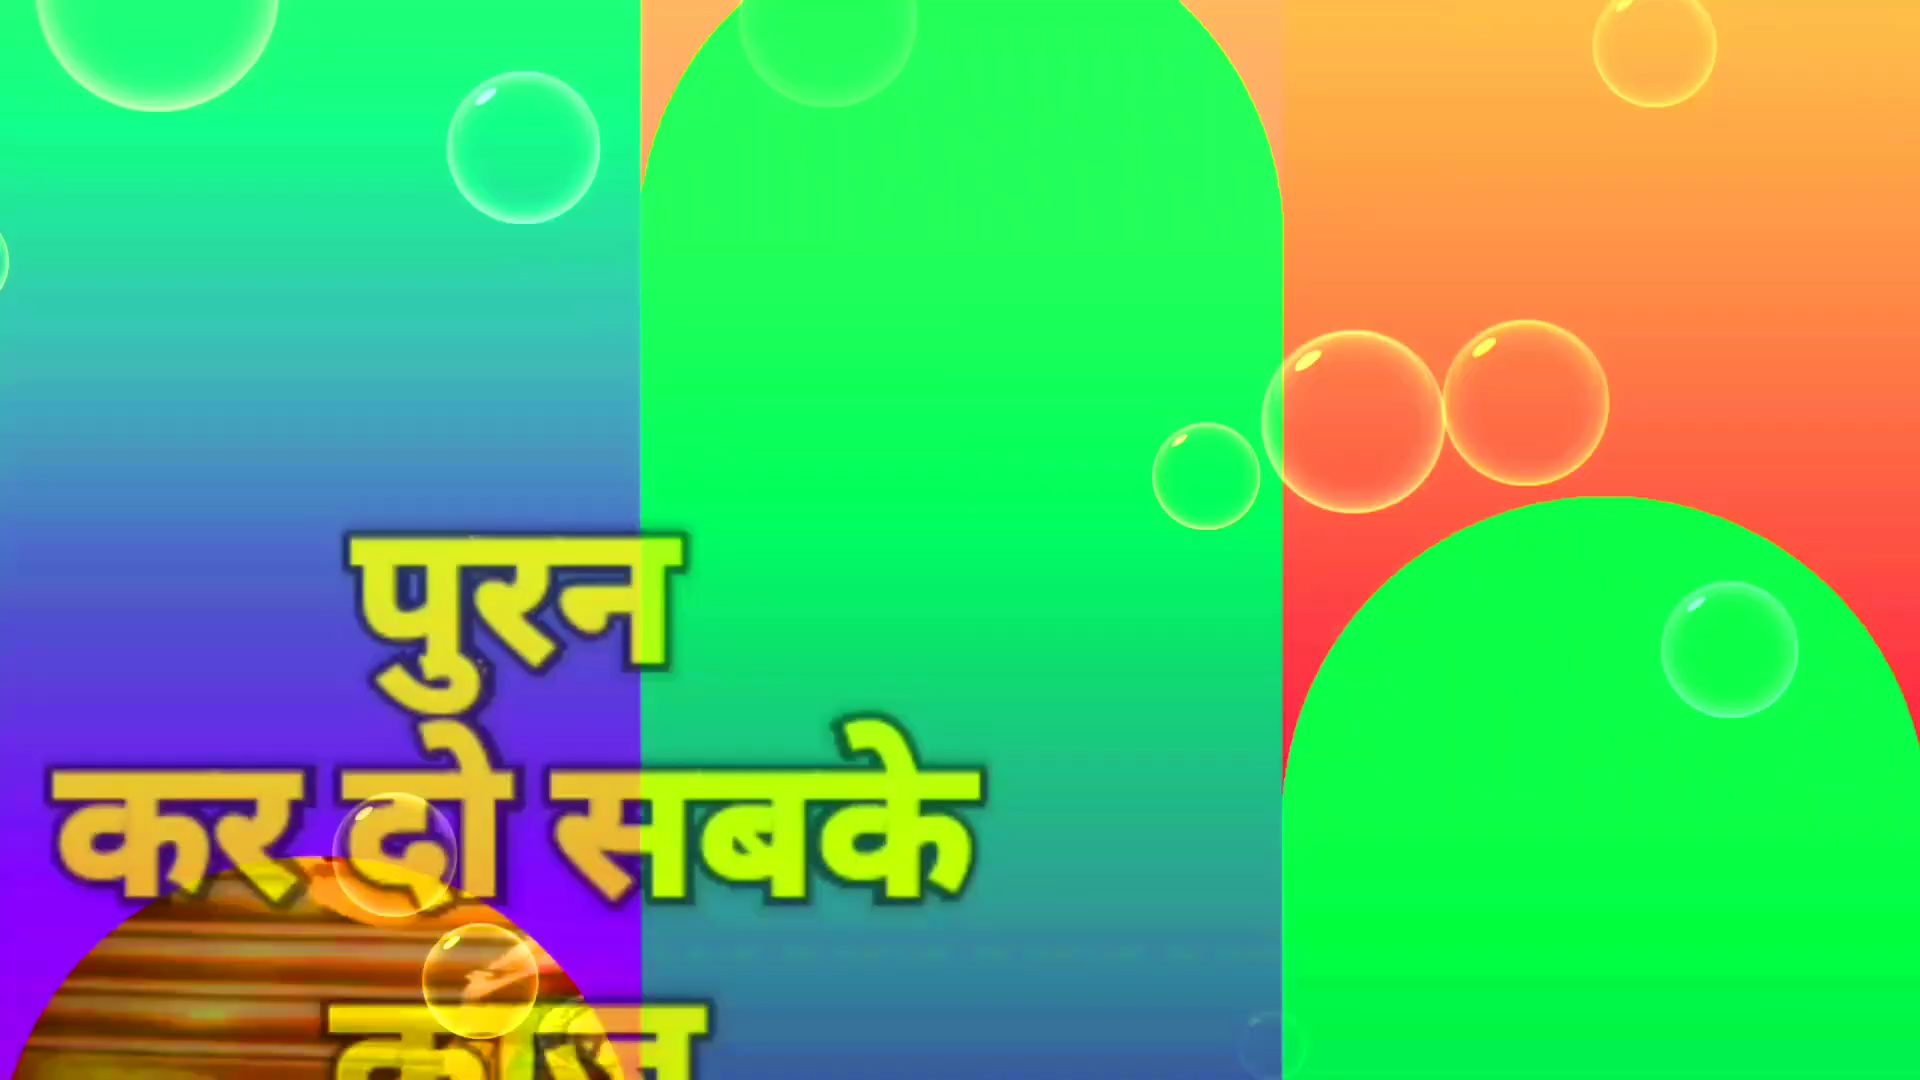 पुरन
कर दो सबके
काज